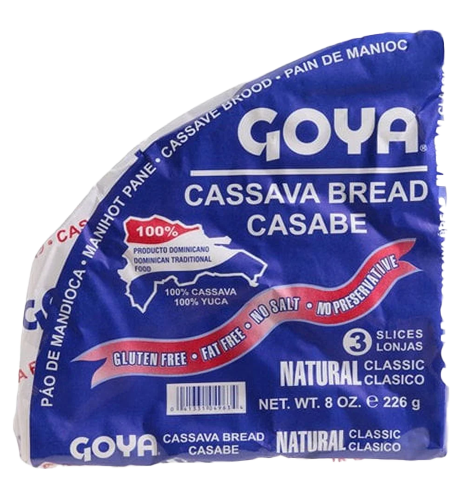 PÁO DE MANDIOCA • MANIHOT PANE • CASSAVE BROOD • PAIN DE MANIOC
GOYA®
CASSAVA BREAD
CASABE
100%
PRODUCTO DOMINICANO
DOMINICAN TRADITIONAL
FOOD
100% CASSAVA
100% YUCA
GLUTEN FREE • FAT FREE • NO SALT • NO PRESERVATIVE
3 SLICES
LONJAS
NATURAL CLASSIC
CLASICO
NET. WT. 8 OZ. e 226 g
GOYA CASSAVA BREAD
CASABE
NATURAL CLASSIC
CLASICO